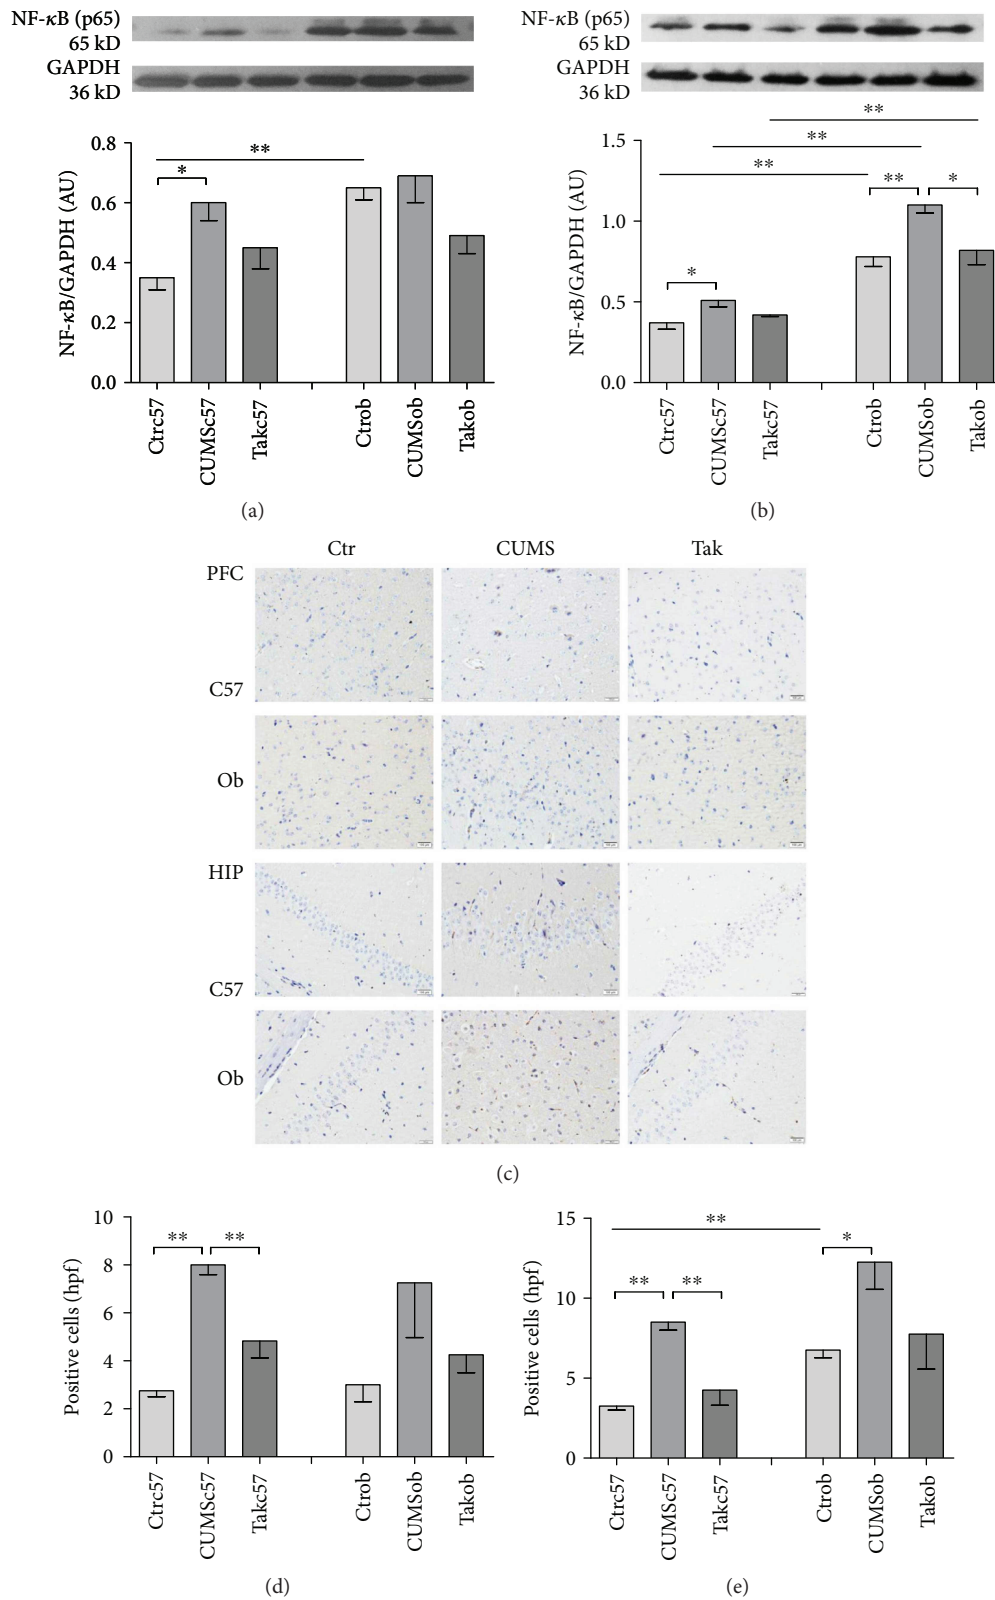 NF-κB (p65)
65 kD
GAPDH
36 kD
NF-κB/GAPDH (AU)
0.8
0.6
0.4
0.2
0.0
**
*
Ctrc57
CUMSc57
Takc57
Ctrob
CUMSob
Takob
(a)
NF-κB (p65)
65 kD
GAPDH
36 kD
NF-κB/GAPDH (AU)
1.5
1.0
0.5
0.0
**
**
**
**
*
*
Ctrc57
CUMSc57
Takc57
Ctrob
CUMSob
Takob
(b)
Ctr
CUMS
Tak
PFC
C57
Ob
HIP
C57
Ob
(c)
Positive cells (hpf)
10
8
6
4
2
0
**
**
Ctrc57
CUMSc57
Takc57
Ctrob
CUMSob
Takob
(d)
Positive cells (hpf)
15
10
5
0
**
*
**
**
Ctrc57
CUMSc57
Takc57
Ctrob
CUMSob
Takob
(e)